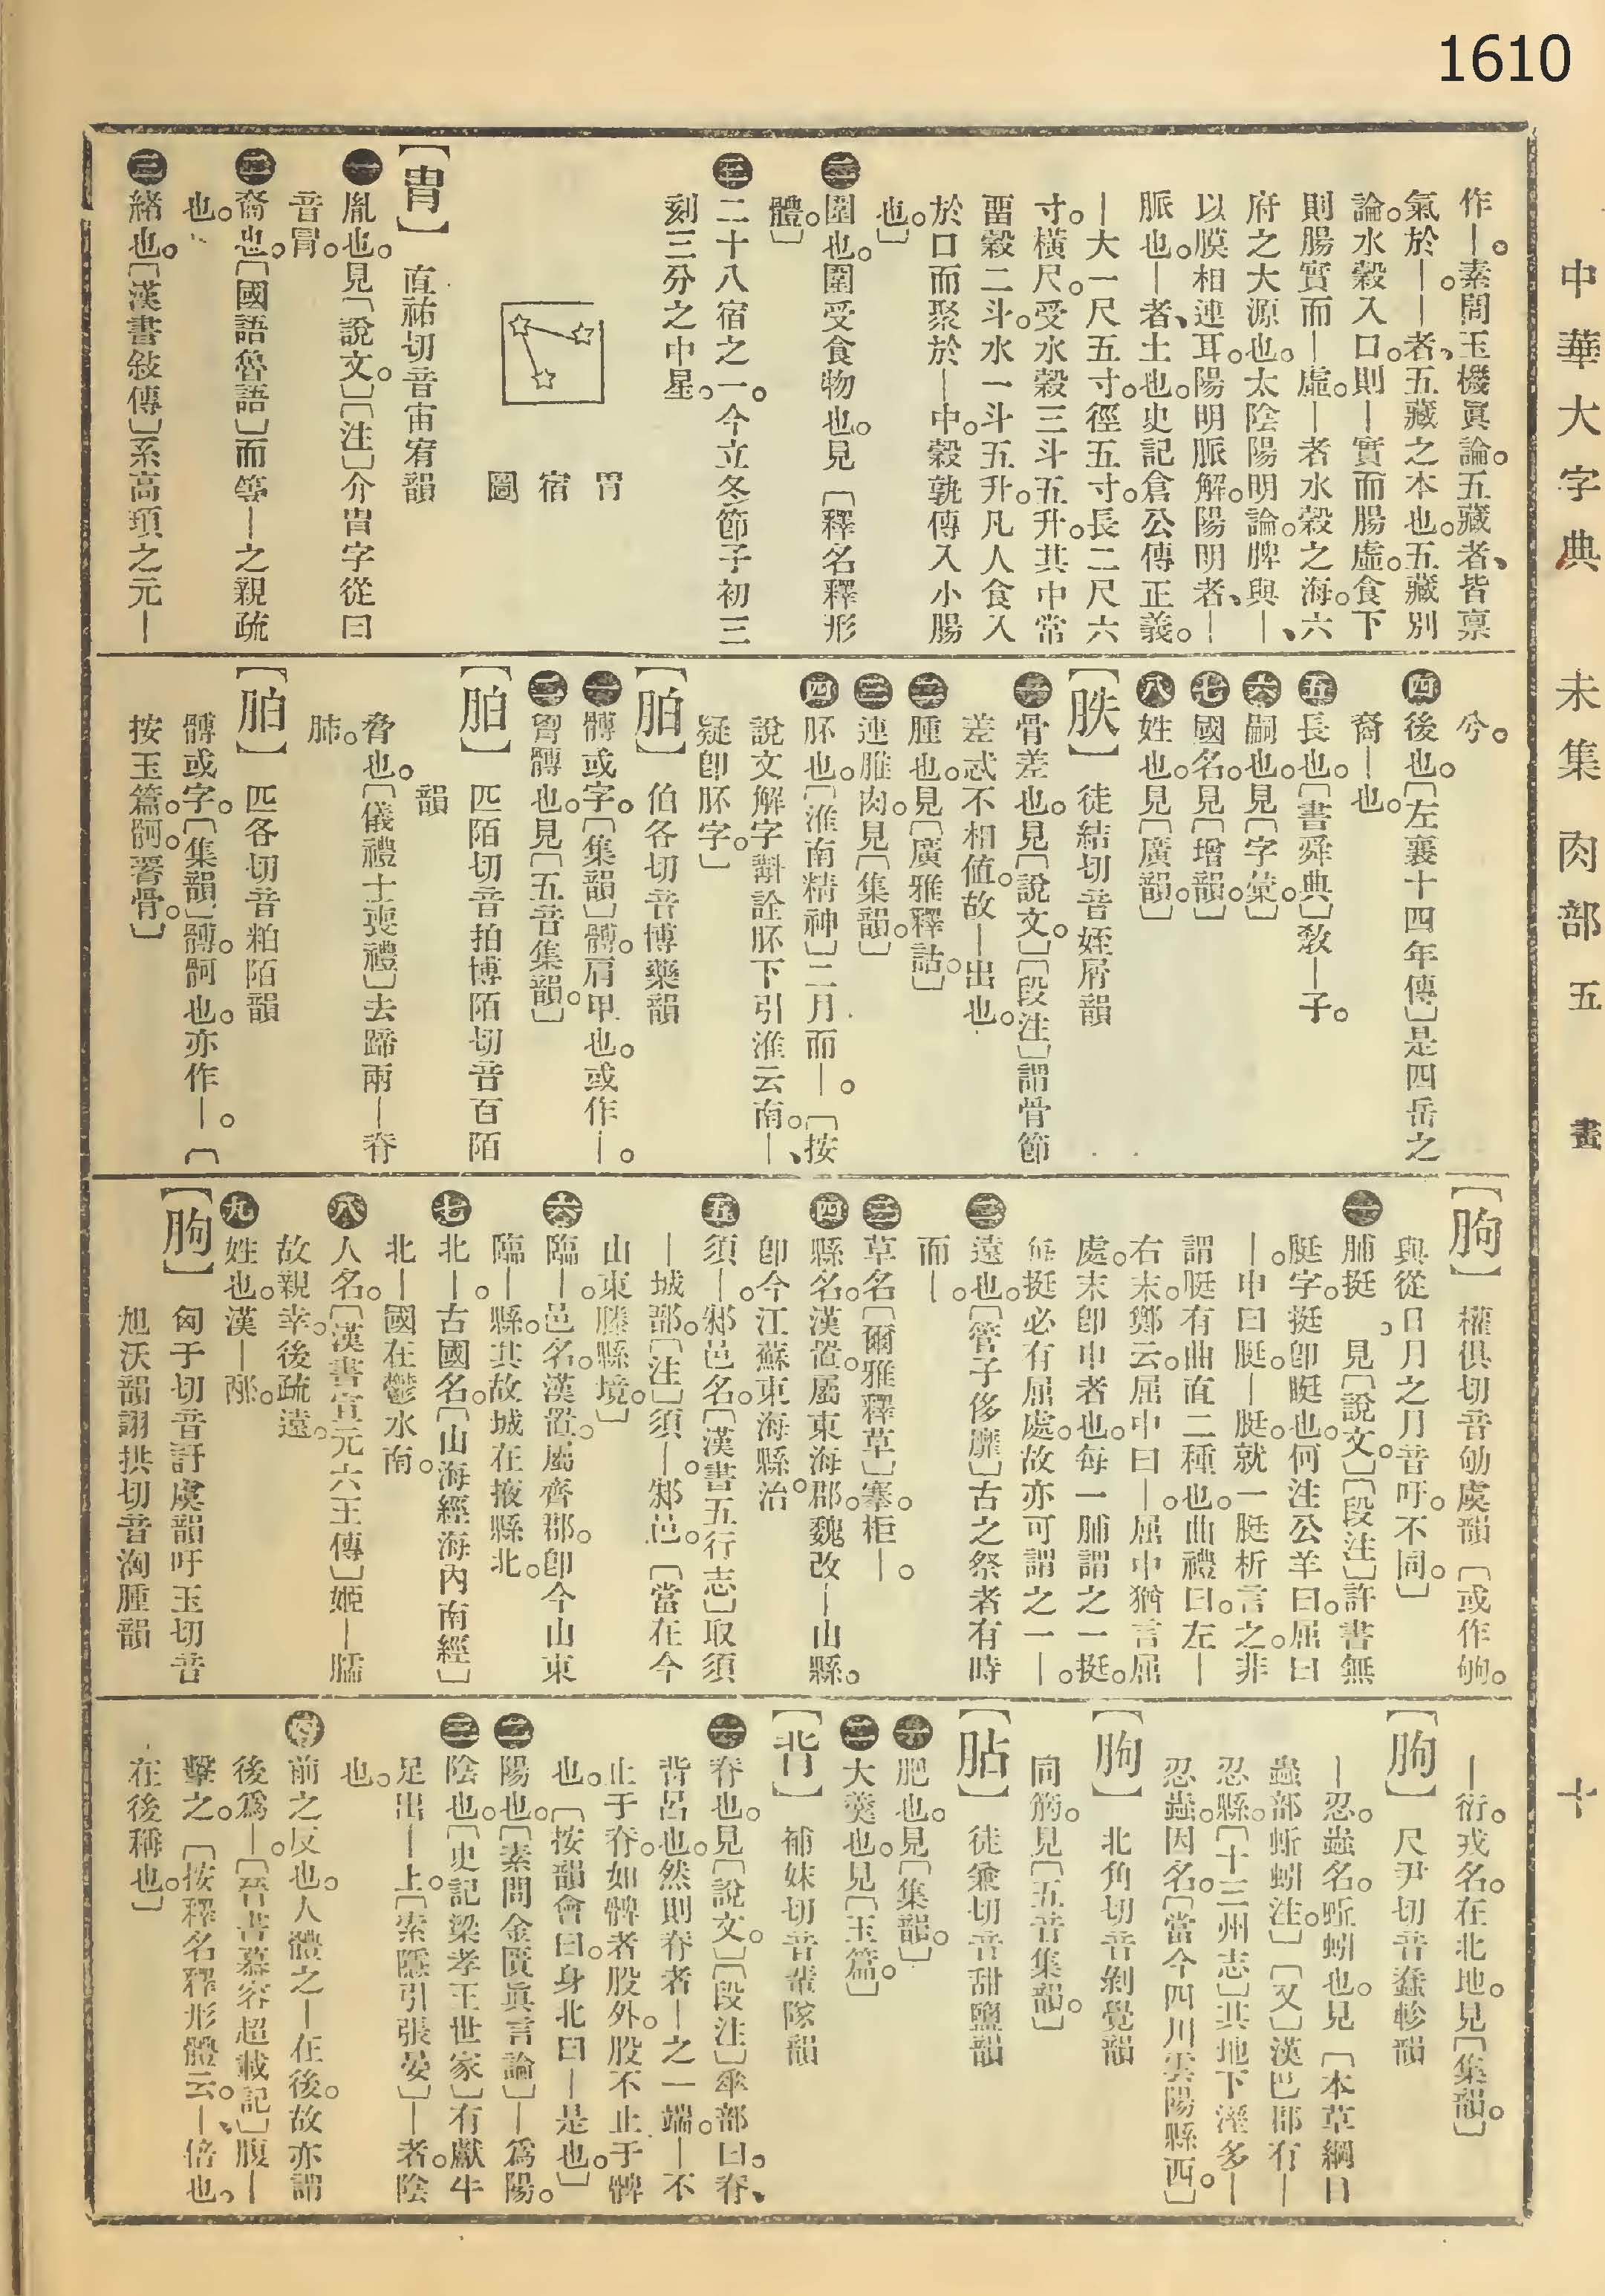 1610
中華大字典　未集　肉部　五畫　十
作｜。素問玉機眞論。五藏者、皆禀
氣於｜。｜者、五藏之本也。五藏別
論。水穀入口。則｜實而腸虛。食下
則腸實而｜虛。｜者水穀之海。六
府之大源也。太陰陽明論。脾與｜、
以膜相連耳。陽明脈解。陽明者、｜
脈也。｜者、土也。史記倉公傳正義。
｜大一尺五寸。徑五寸。長二尺六
寸。橫尺。受水穀三斗五升。其中常
畱穀二斗。水一斗五升。凡人食入
於口而聚於｜中。穀孰傳入小腸
也。〕
㊁圍也。圍受食物也。見〔釋名釋形
體。〕
㊂二十八宿之一。今立冬節子初三
刻三分之中星。
胃宿圖
【胄】直祐切音宙宥韻
㊀胤也。見〔說文。〕〔注〕介胄字從冃
音冐。
㊁裔也。〔國語魯語〕而等｜之親疏
也。
㊂緒也。〔漢書敍傳〕系高頊之元｜
兮。
㊃後也。〔左襄十四年傳〕是四岳之
裔｜也。
㊄長也。〔書舜典〕敎｜子。
㊅嗣也。見〔字彙。〕
㊆國名。見〔增韻。〕
㊇姓也。見〔廣韻。〕
【胅】徒結切音姪屑韻
㊀骨差也。見〔說文。〕〔段注〕謂骨節
差忒不相値。故｜出也。
㊁腫也。見〔廣雅釋詁。〕
㊂連腄肉。見〔集韻。〕
㊃胚也。〔淮南精神〕二月而｜。〔按
說文解字斠詮胚下引淮云南。｜、
疑卽胚字。〕
【胉】伯各切音博藥韻
㊀髆或字。〔集韻〕髆。肩甲也。或作｜。
㊁胷髆也。見〔五音集韻。〕
【胉】匹陌切音拍博陌切音百陌
韻
脅也。〔儀禮士喪禮〕去蹄兩｜脊
肺。
【胉】匹各切音粕陌韻
髆或字。〔集韻〕髆。䯊也。亦作｜。〔
按玉篇。䯊。署骨。〕
【朐】權俱切音劬虞韻〔或作㽛。
與從日月之月音吁。不同。〕
㊀脯挺。見〔說文。〕〔段注〕許書無
脡字。挺卽脡也。何注公羊曰。屈曰
｜。申曰脡。｜脡就一脡析言之。非
謂脡有曲直二種也。曲禮曰。左｜
右末。鄭云。屈中曰｜。屈中猶言屈
處。末卽申者也。每一脯謂之一挺。
每挺必有屈處。故亦可謂之一｜。
㊁遠也。〔管子侈靡〕古之祭者有時
而｜。
㊂草名。〔爾雅釋草〕搴。柜｜。
㊃縣名。漢置。屬東海郡。魏改｜山縣。
卽今江蘇東海縣治。
㊄須｜。邾邑名。〔漢書五行志〕取須
｜城郚。〔注〕須｜。邾邑。〔當在今
山東滕縣境。〕
㊅臨｜。邑名。漢置。屬齊郡。卽今山東
臨｜縣。其故城在掖縣北。
㊆北｜。古國名。〔山海經海內南經〕
北｜國在鬱水南。
㊇人名。〔漢書宣元六王傳〕姬｜臑
故親幸。後疏遠。
㊈姓也。漢｜邴。
【朐】匈于切音訏虞韻吁玉切音
旭沃韻詡拱切音洶腫韻
｜衍。戎名。在北地。見〔集韻。〕
【朐】尺尹切音蠢軫韻
｜忍。蟲名。蚯蚓也。見〔本草綱目
蟲部蚯蚓注。〕〔又〕漢巴郡有｜
忍縣。〔十三州志〕其地下溼。多｜
忍蟲。因名。〔當今四川雲陽縣西。〕
【朐】北角切音剝覺韻
同䏶。見〔五音集韻。〕
【䏦】徒兼切音甜鹽韻
㊀肥也。見〔集韻。〕
㊁大羹也。見〔玉篇。〕
【背】補妹切音輩隊韻
㊀脊也。見〔說文。〕〔段注〕𠦬部曰。脊、
背呂也。然則脊者｜之一端。｜不
止于脊。如髀者股外。股不止于髀
也。〔按韻會曰。身北曰｜是也。〕
㊁陽也。〔素問金匱眞言論〕｜爲陽。
㊂陰也。〔史記梁孝王世家〕有獻牛
足出｜上。〔索隱引張晏〕｜者。陰
也。
㊃前之反也。人體之｜在後。故亦謂
後爲｜。〔晉書慕容超載記〕腹｜
擊之。〔按釋名釋形體云。｜、倍也、
在後稱也。〕